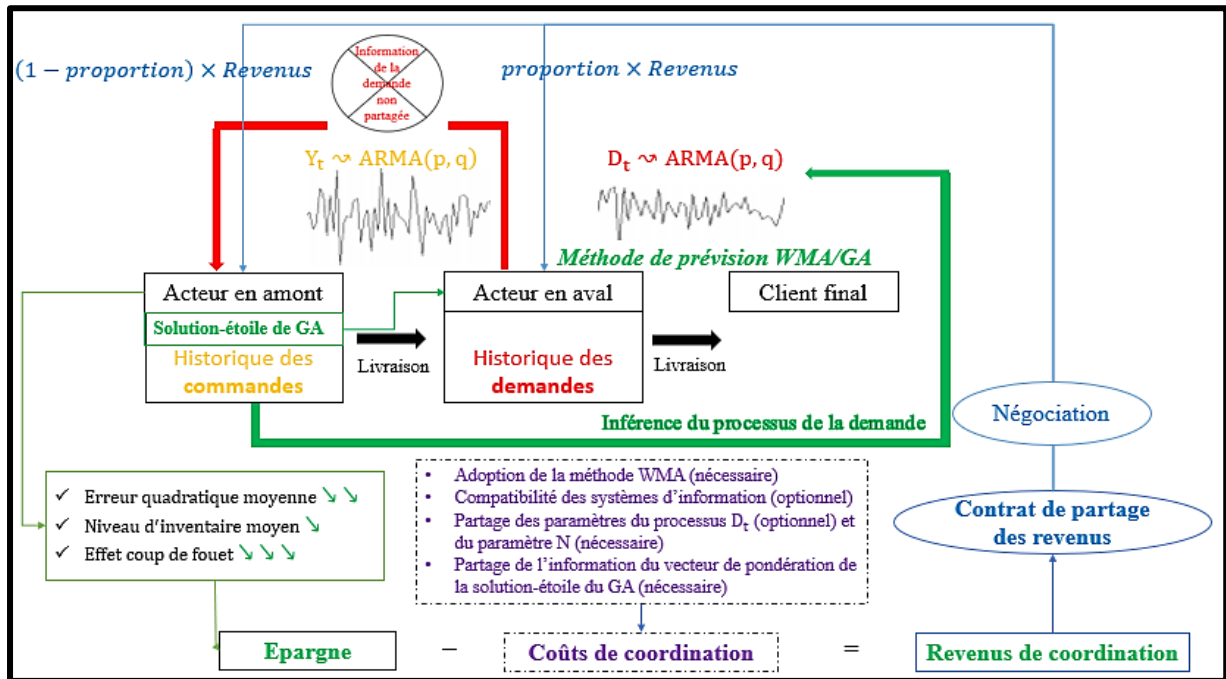 (1 − proportion) × Revenus
Information
de la
demande
non
partagée
proportion × Revenus
Y_t ⇝ ARMA(p, q)
D_t ⇝ ARMA(p, q)
Méthode de prévision WMA/GA
Acteur en amont
Solution-étoile de GA
Historique des
commandes
Livraison
Acteur en aval
Historique des
demandes
Livraison
Client final
Inférence du processus de la demande
Négociation
Contrat de partage
des revenus
✓ Erreur quadratique moyenne ↘ ↘
✓ Niveau d'inventaire moyen ↘
✓ Effet coup de fouet ↘ ↘ ↘
• Adoption de la méthode WMA (nécessaire)
• Compatibilité des systèmes d'information (optionnel)
• Partage des paramètres du processus D_t (optionnel) et
du paramètre N (nécessaire)
• Partage de l'information du vecteur de pondération de
la solution-étoile du GA (nécessaire)
Epargne
−
Coûts de coordination
=
Revenus de coordination